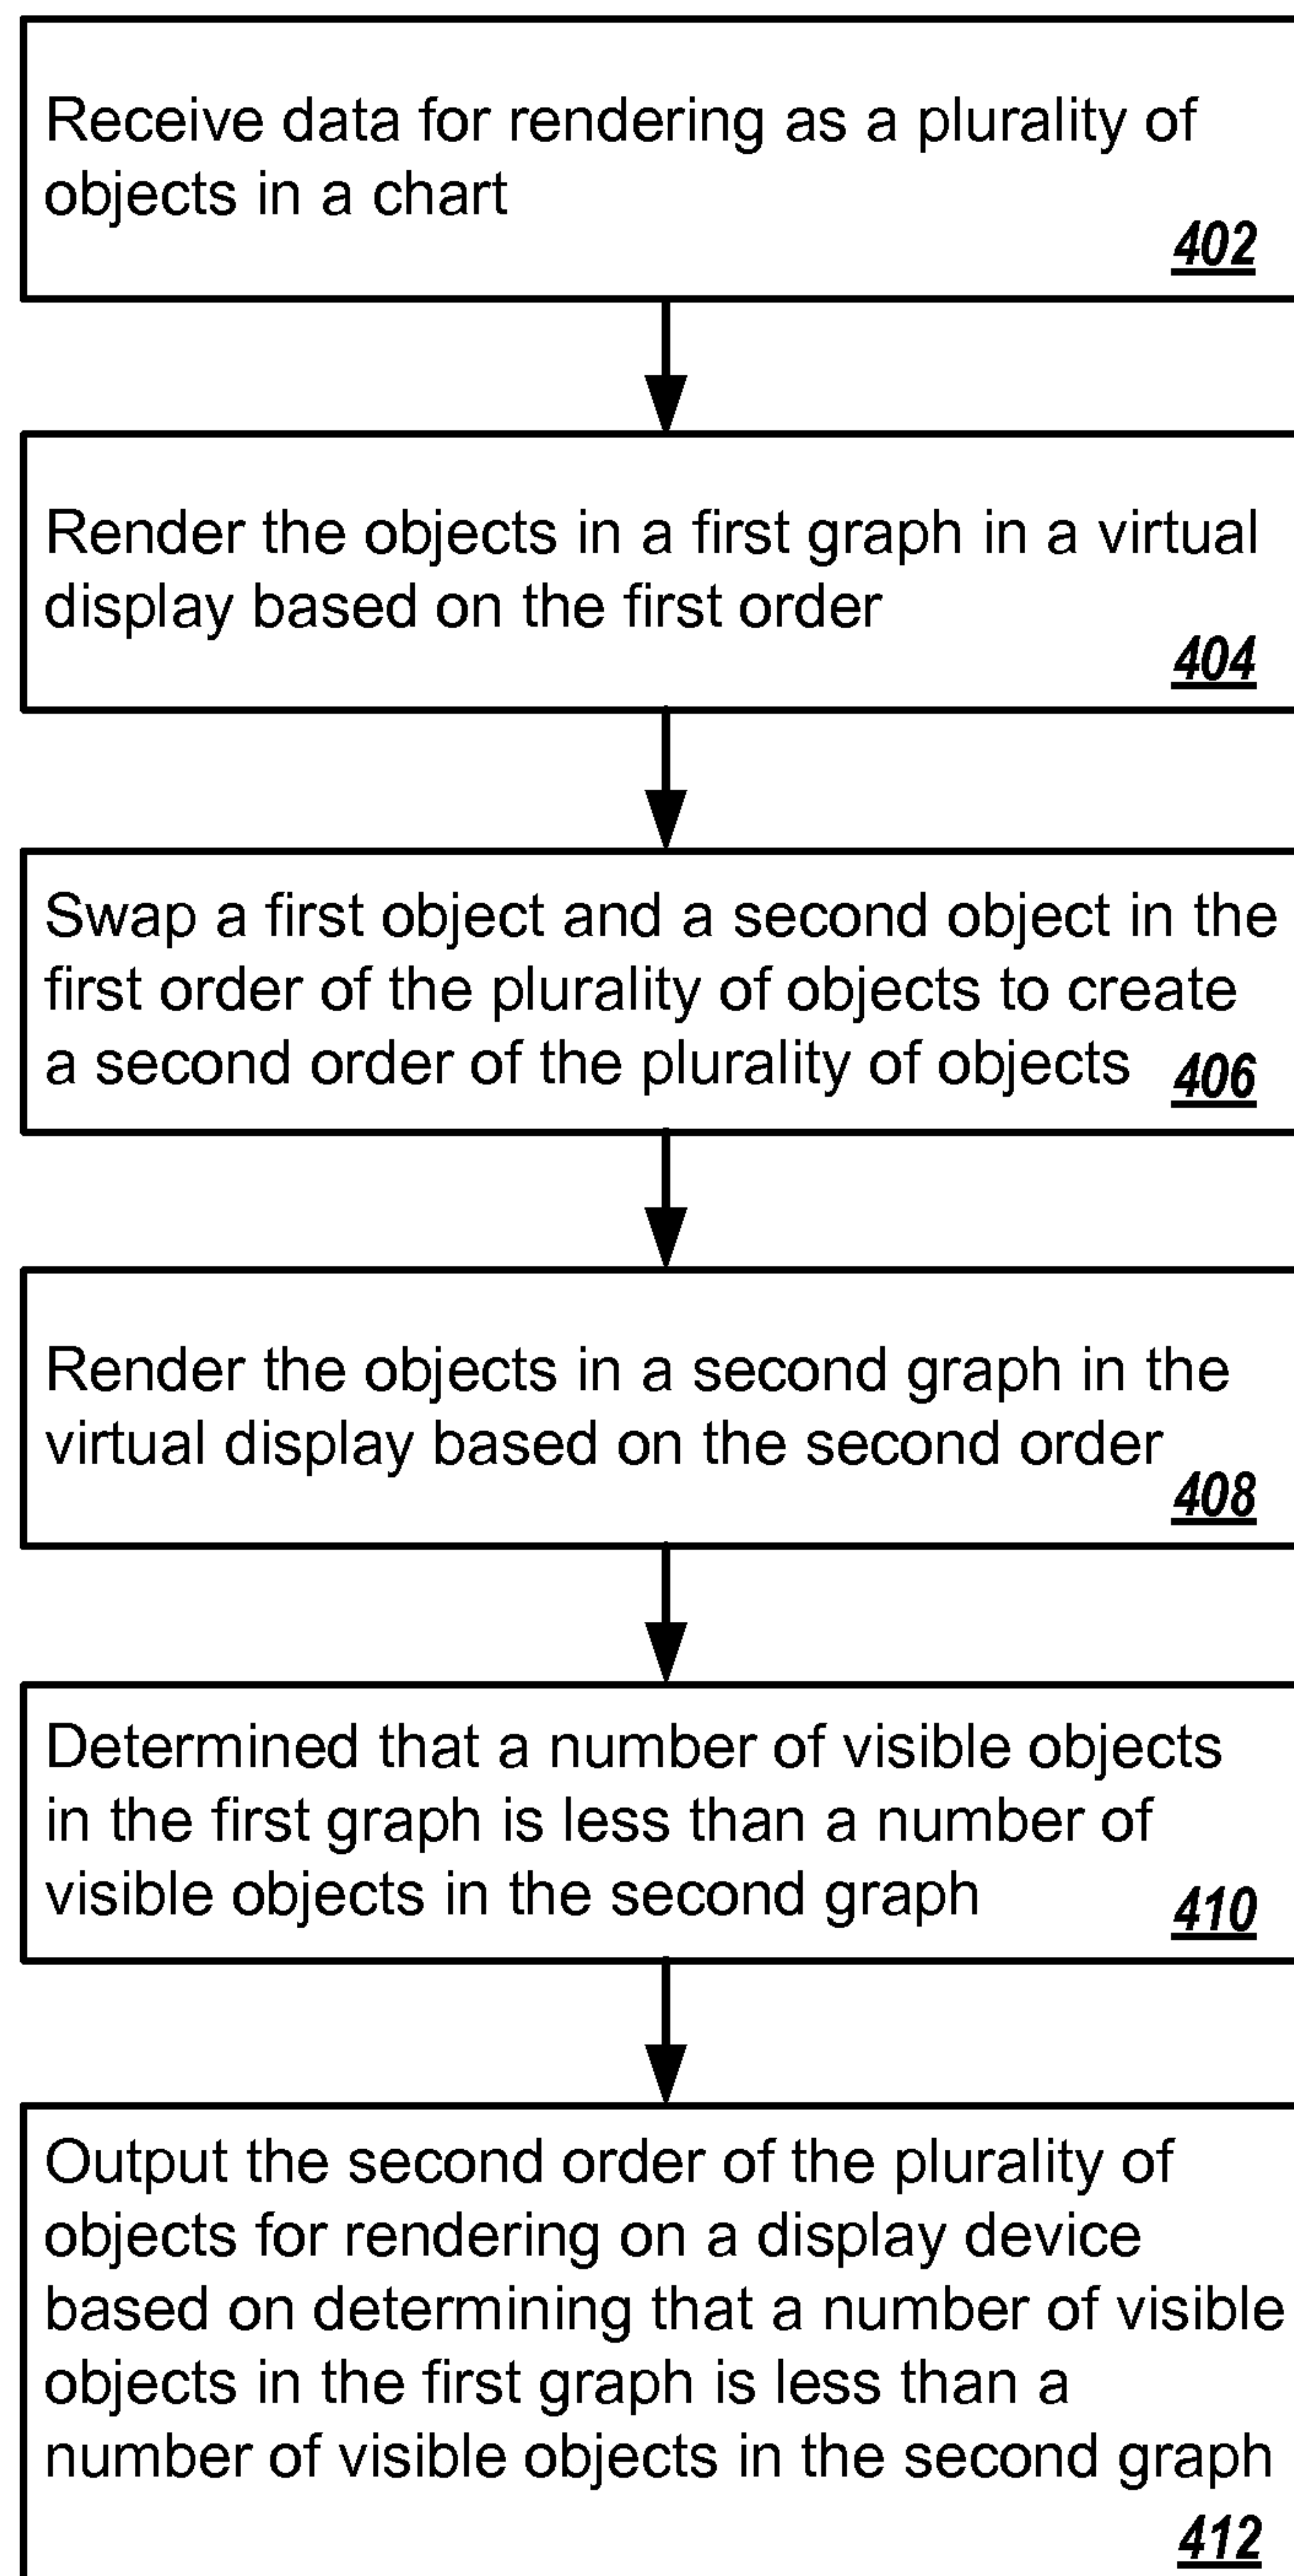 Receive data for rendering as a plurality of
objects in a chart
402
Render the objects in a first graph in a virtual
display based on the first order
404
Swap a first object and a second object in the
first order of the plurality of objects to create
a second order of the plurality of objects 406
Render the objects in a second graph in the
virtual display based on the second order
408
Determined that a number of visible objects
in the first graph is less than a number of
visible objects in the second graph
410
Output the second order of the plurality of
objects for rendering on a display device
based on determining that a number of visible
objects in the first graph is less than a
number of visible objects in the second graph
412